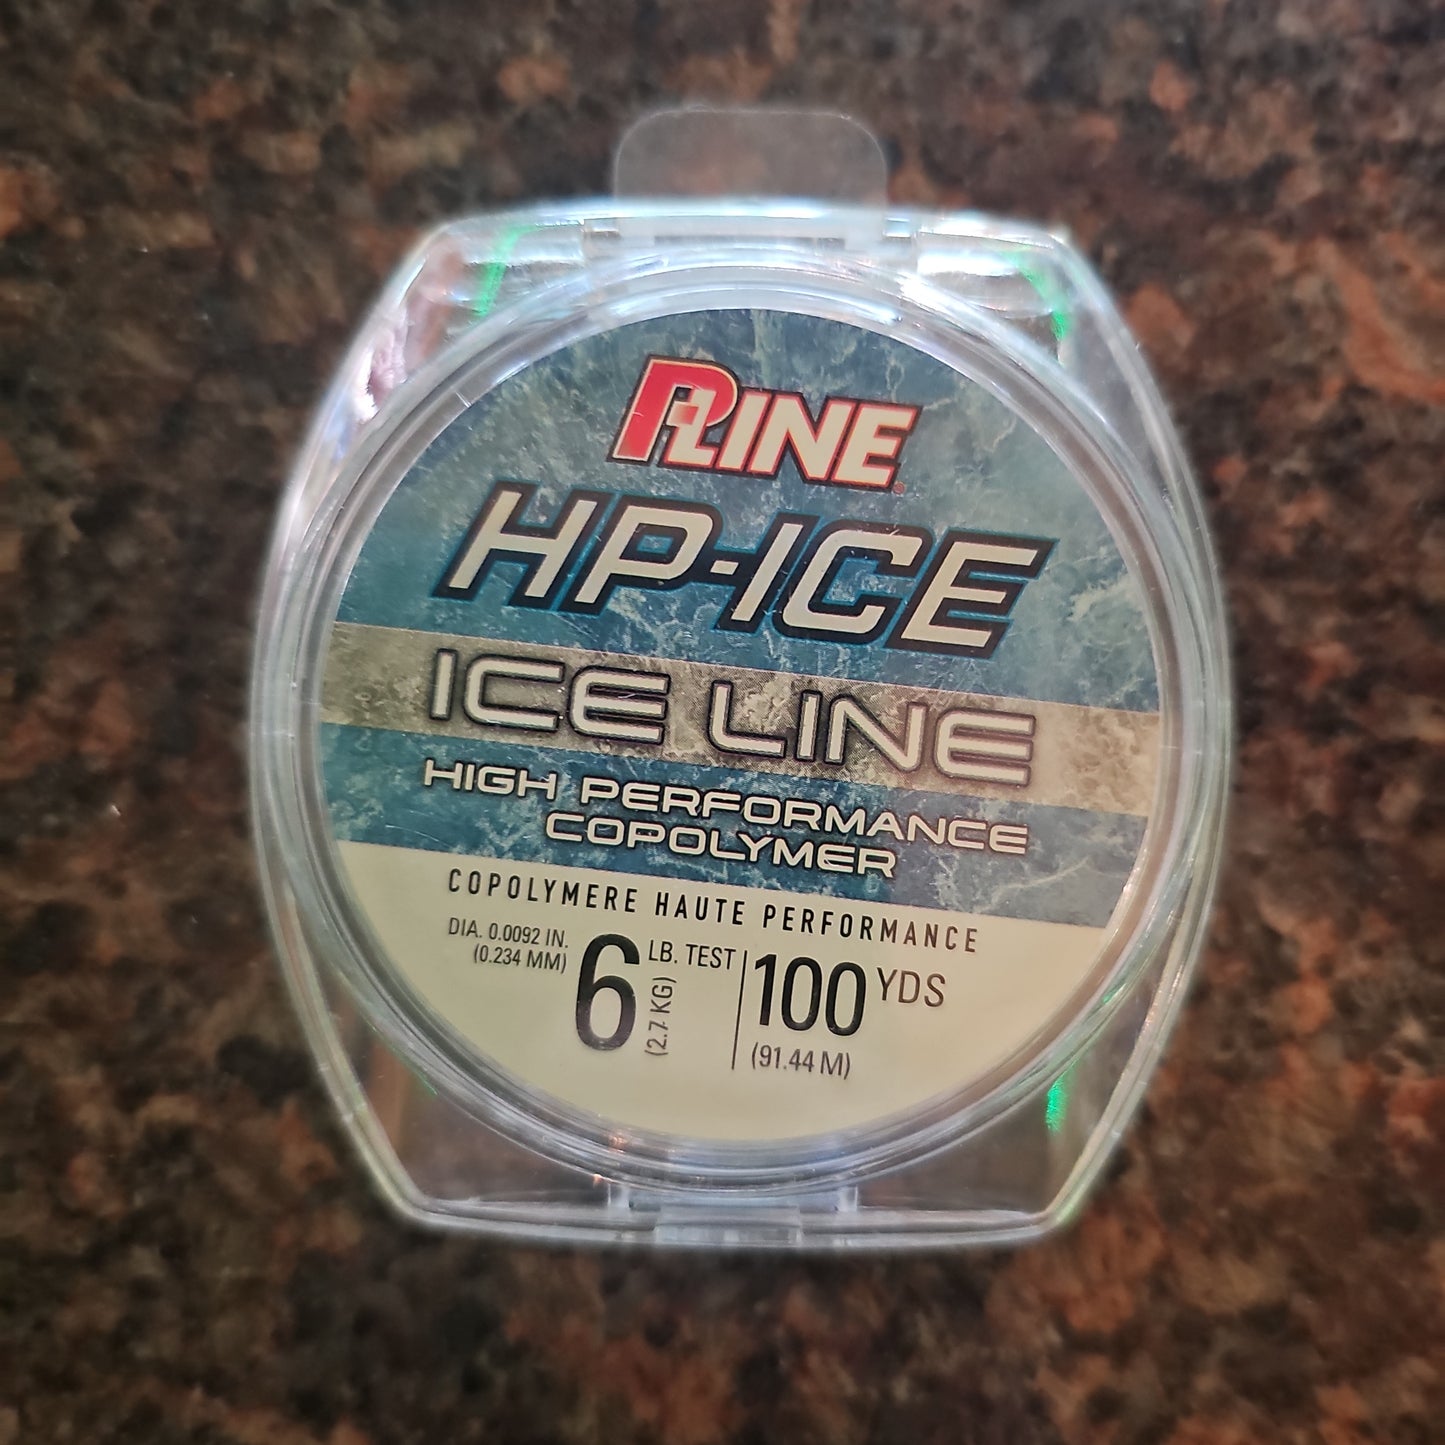 PLINE®
HP-ICE
ICE LINE
HIGH PERFORMANCE
COPOLYMER
COPOLYMERE HAUTE PERFORMANCE
DIA. 0.0092 IN.
(0.234 MM)
6 LB. TEST
(2.7 KG)
100 YDS
(91.44 M)